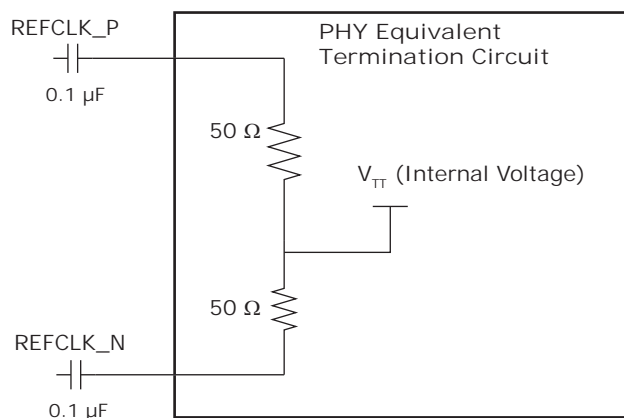 REFCLK_P
0.1 µF
PHY Equivalent
Termination Circuit
50 Ω
V_TT (Internal Voltage)
50 Ω
REFCLK_N
0.1 µF